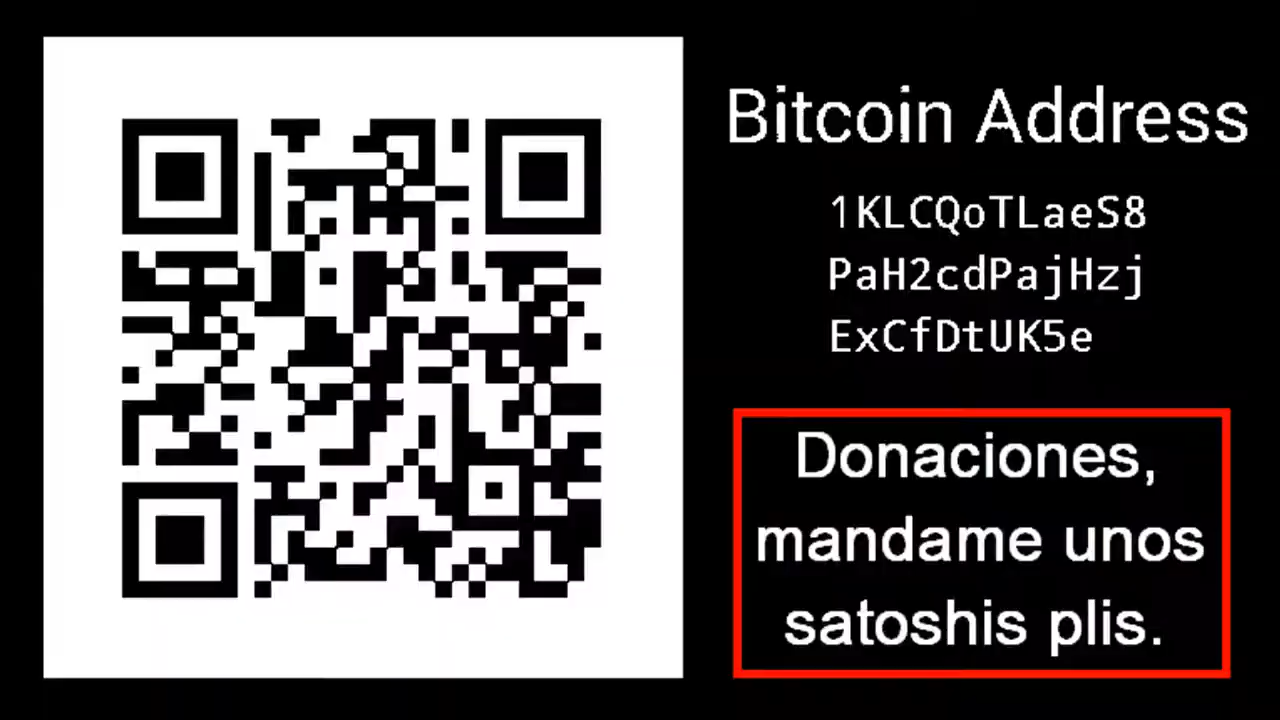 Bitcoin Address
1KLCQoTLaeS8
PaH2cdPajHzj
ExCfDtUK5e
Donaciones,
mandame unos
satoshis plis.